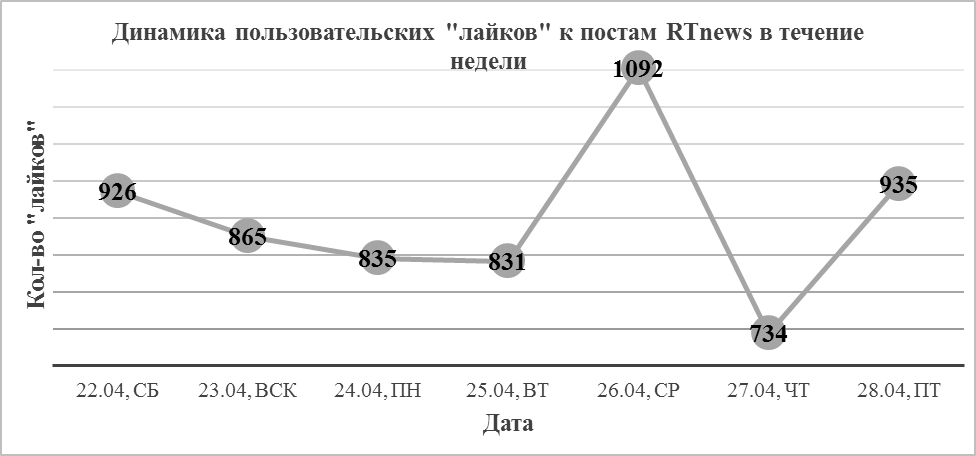 Динамика пользовательских "лайков" к постам RTnews в течение
недели
Кол-во "лайков"
926
865
835
831
1092
734
935
22.04, СБ 23.04, ВСК 24.04, ПН 25.04, ВТ 26.04, СР 27.04, ЧТ 28.04, ПТ
Дата